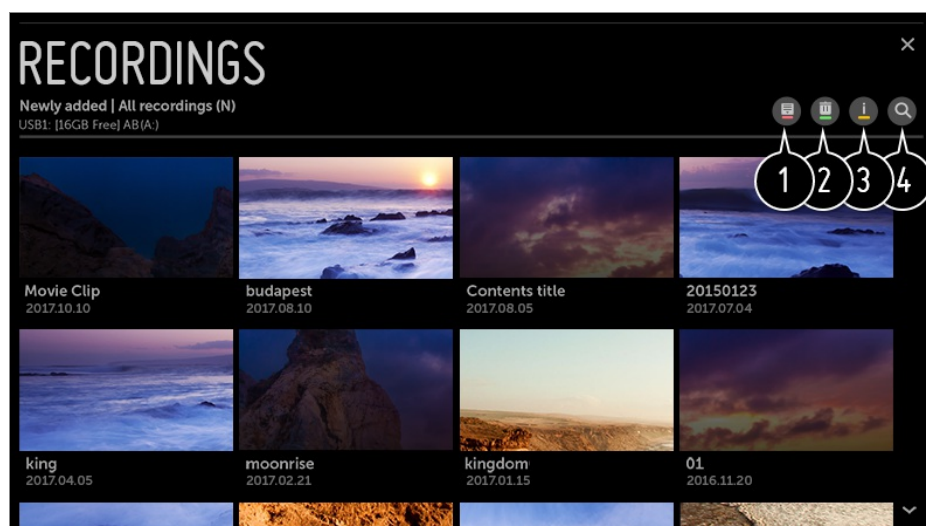 RECORDINGS
Newly added | All recordings (N)
USB1: [16GB Free] AB(A:)
1 2 3 4
Movie Clip budapest Contents title 20150123
2017.10.10 2017.08.10 2017.08.05 2017.07.04
king moonrise kingdom 01
2017.04.05 2017.02.21 2017.01.15 2016.11.20